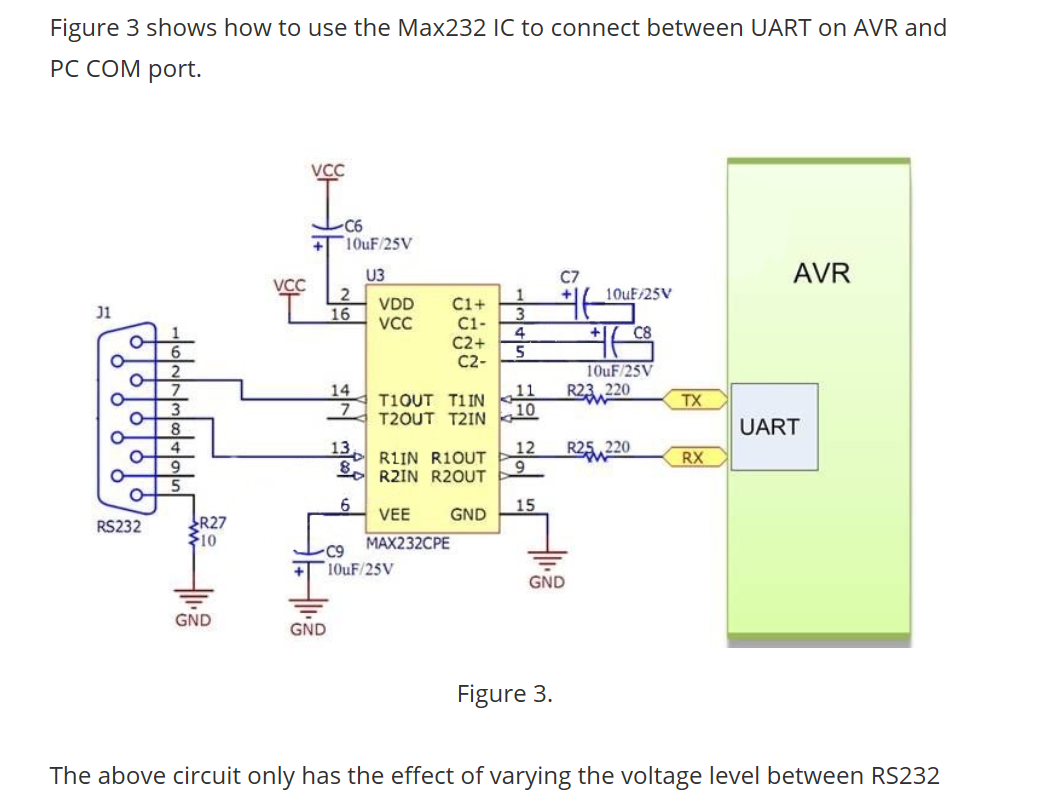 Figure 3 shows how to use the Max232 IC to connect between UART on AVR and
PC COM port.
VCC
C6
+ 10uF/25V
VCC
U3
C7
+ 10uF/25V
2 VDD C1+ 1
16 VCC C1- 3
C2+ 4
C2- 5
+ C8
10uF/25V
J1
1
6
2
7
3
8
4
9
5
RS232
R27
10
GND
14 T1OUT T1IN 11
7 T2OUT T2IN 10
13 R1IN R1OUT 12
8 R2IN R2OUT 9
6 VEE GND 15
MAX232CPE
C9
+ 10uF/25V
GND
GND
R23 220
TX
R25 220
RX
AVR
UART
Figure 3.
The above circuit only has the effect of varying the voltage level between RS232